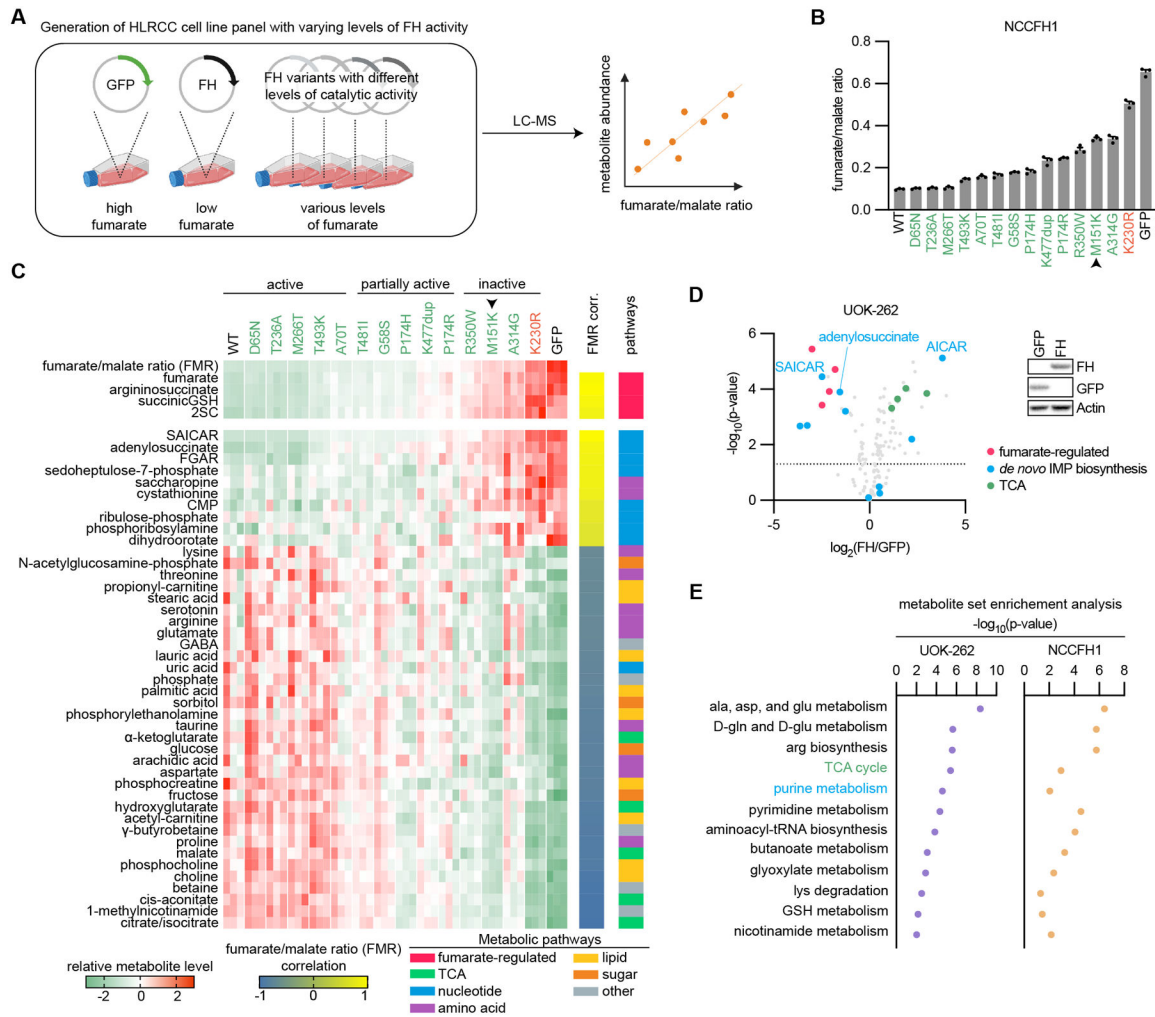 A
Generation of HLRCC cell line panel with varying levels of FH activity
GFP
FH
FH variants with different
levels of catalytic activity
high
fumarate
low
fumarate
various levels
of fumarate
LC-MS
metabolite abundance
fumarate/malate ratio
B
NCCFH1
fumarate/malate ratio
0.8
0.6
0.4
0.2
0.0
WT
D65N
T236A
M266T
T493K
A70T
T481I
G58S
P174H
K477dup
P174R
R350W
M151K
A314G
K230R
GFP
C
active
partially active
inactive
WT
D65N
T236A
M266T
T493K
A70T
T481I
G58S
P174H
K477dup
P174R
R350W
M151K
A314G
K230R
GFP
FMR corr.
pathways
fumarate/malate ratio (FMR)
fumarate
argininosuccinate
succinicGSH
2SC
SAICAR
adenylosuccinate
FGAR
sedoheptulose-7-phosphate
saccharopine
cystathionine
CMP
ribulose-phosphate
phosphoribosylamine
dihydroorotate
lysine
N-acetylglucosamine-phosphate
threonine
propionyl-carnitine
stearic acid
serotonin
arginine
glutamate
GABA
lauric acid
uric acid
phosphate
palmitic acid
sorbitol
phosphorylethanolamine
taurine
α-ketoglutarate
glucose
arachidic acid
aspartate
phosphocreatine
fructose
hydroxyglutarate
acetyl-carnitine
γ-butyrobetaine
proline
malate
phosphocholine
choline
betaine
cis-aconitate
1-methylnicotinamide
citrate/isocitrate
relative metabolite level
-2 0 2
fumarate/malate ratio (FMR)
correlation
-1 0 1
Metabolic pathways
fumarate-regulated
TCA
nucleotide
amino acid
lipid
sugar
other
D
UOK-262
-log10(p-value)
6
4
2
0
-5 0 5
log2(FH/GFP)
SAICAR
adenylosuccinate
AICAR
GFP
FH
FH
GFP
Actin
fumarate-regulated
de novo IMP biosynthesis
TCA
E
metabolite set enrichement analysis
-log10(p-value)
UOK-262
NCCFH1
0 2 4 6 8 10
0 2 4 6 8
ala, asp, and glu metabolism
D-gln and D-glu metabolism
arg biosynthesis
TCA cycle
purine metabolism
pyrimidine metabolism
aminoacyl-tRNA biosynthesis
butanoate metabolism
glyoxylate metabolism
lys degradation
GSH metabolism
nicotinamide metabolism